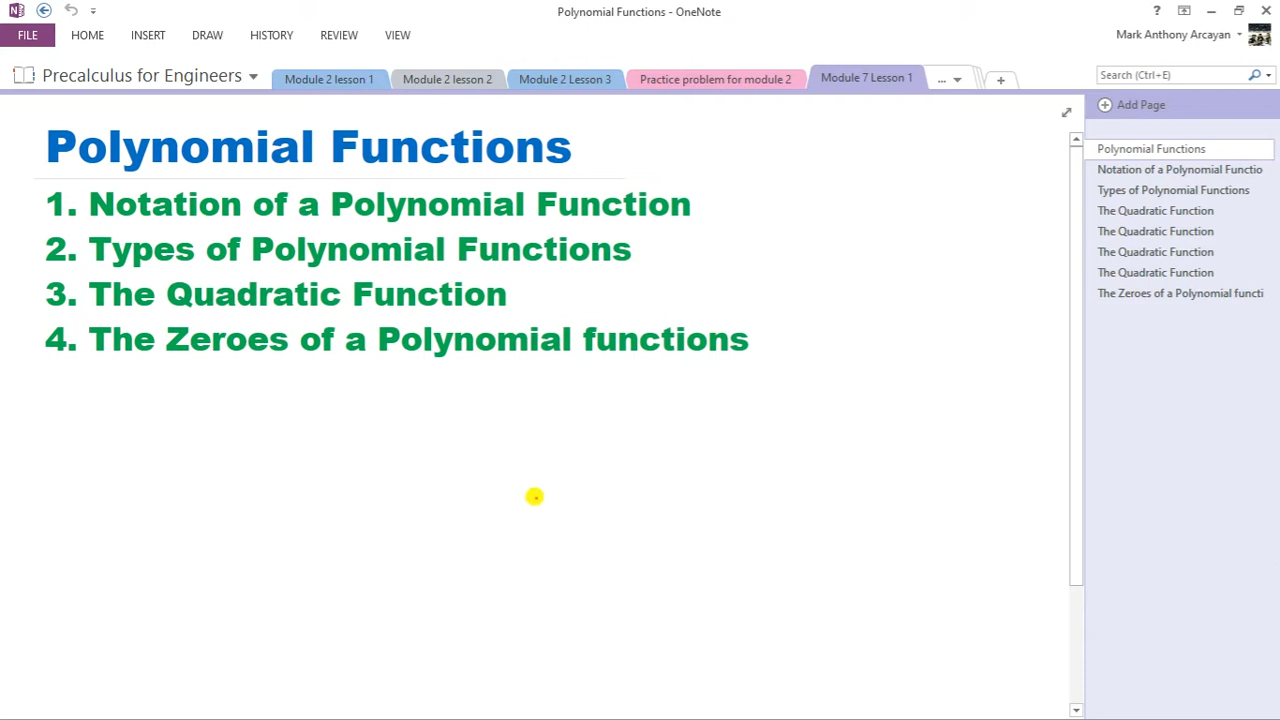 Polynomial Functions - OneNote
?
FILE HOME INSERT DRAW HISTORY REVIEW VIEW
Mark Anthony Arcayan
Precalculus for Engineers
Module 2 lesson 1
Module 2 lesson 2
Module 2 Lesson 3
Practice problem for module 2
Module 7 Lesson 1
...
+
Search (Ctrl+E)
Add Page
Polynomial Functions
1. Notation of a Polynomial Function
2. Types of Polynomial Functions
3. The Quadratic Function
4. The Zeroes of a Polynomial functions
Polynomial Functions
Notation of a Polynomial Functio
Types of Polynomial Functions
The Quadratic Function
The Quadratic Function
The Quadratic Function
The Quadratic Function
The Zeroes of a Polynomial functi